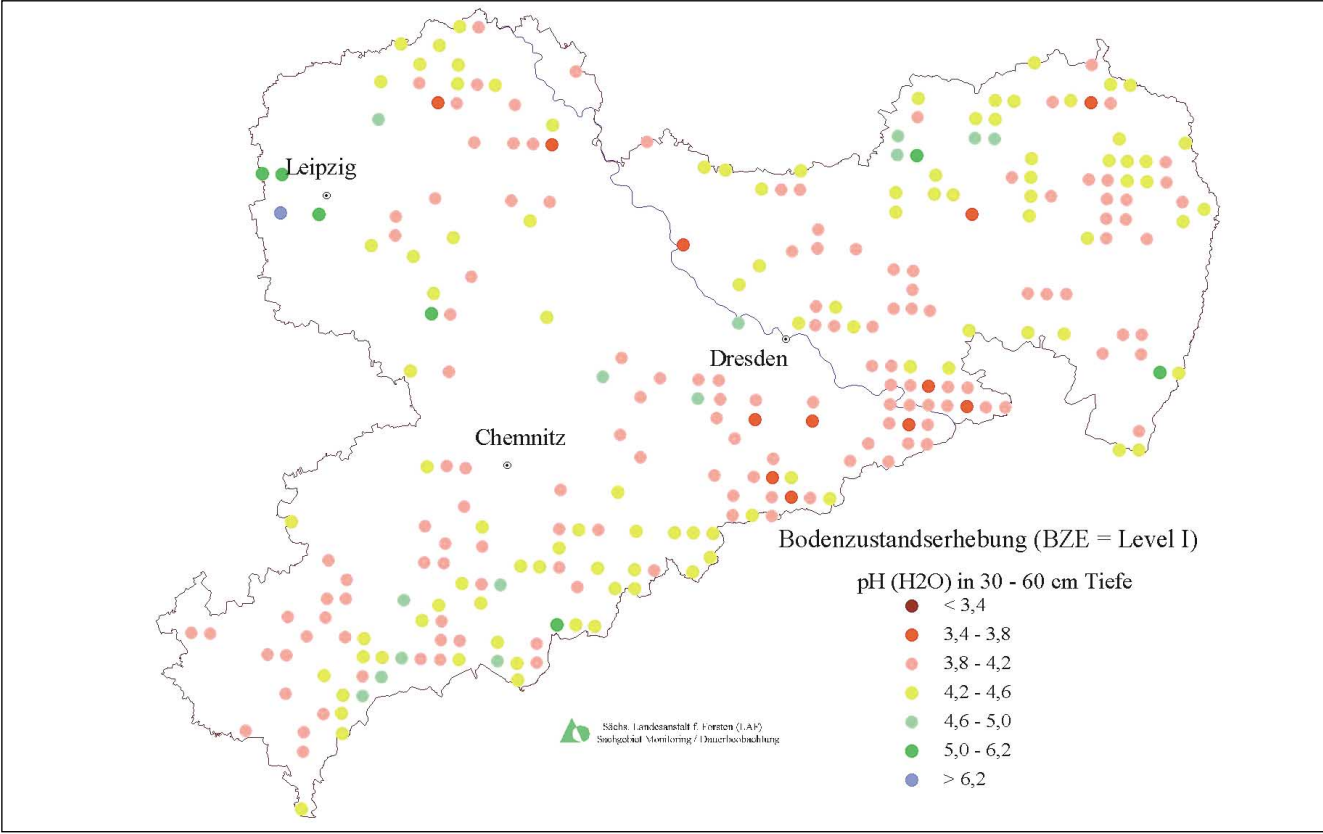 Leipzig
Dresden
Chemnitz
Bodenzustandserhebung (BZE = Level I)
pH (H2O) in 30 - 60 cm Tiefe
< 3,4
3,4 - 3,8
3,8 - 4,2
4,2 - 4,6
4,6 - 5,0
5,0 - 6,2
> 6,2
Sächs. Landesanstalt f. Forsten (LAF)
Sachgebiet Monitoring / Dauerbeobachtung